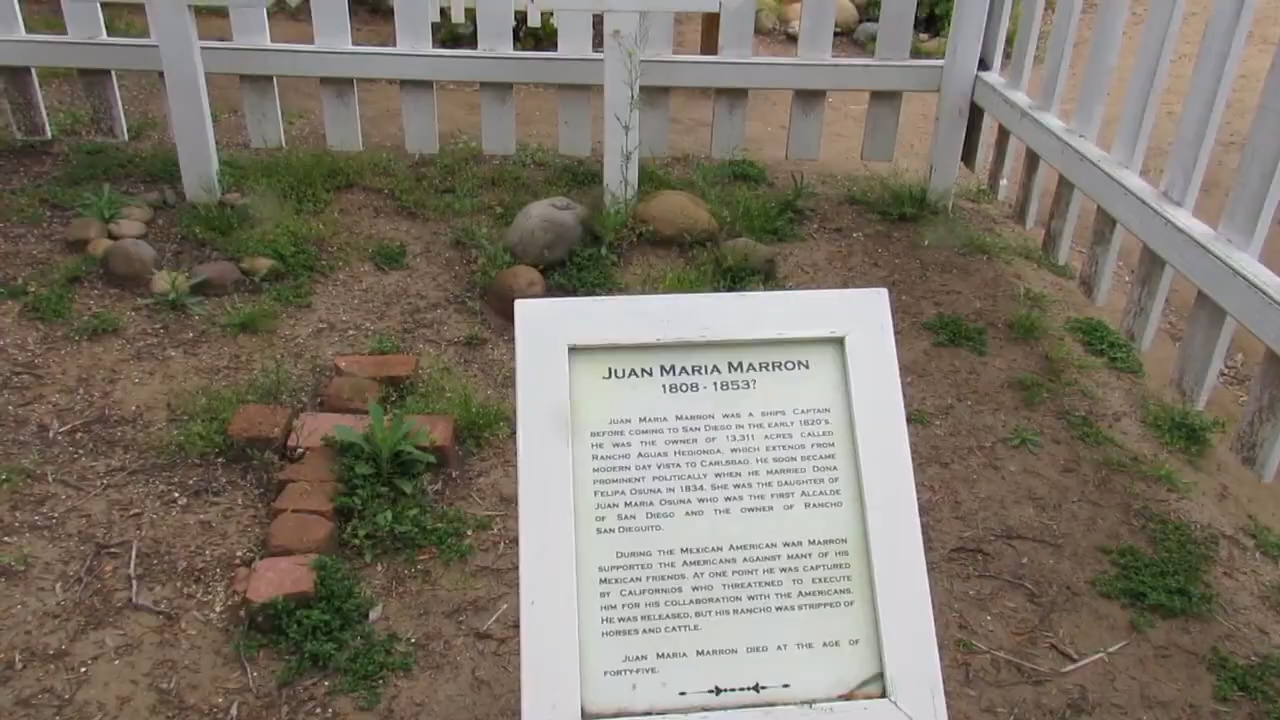 JUAN MARIA MARRON
1808 - 1853?
JUAN MARIA MARRON WAS A SHIPS CAPTAIN
BEFORE COMING TO SAN DIEGO IN THE EARLY 1820'S.
HE WAS THE OWNER OF 13,311 ACRES CALLED
RANCHO AGUAS HEDIONDA, WHICH EXTENDS FROM
MODERN DAY VISTA TO CARLSBAD. HE SOON BECAME
PROMINENT POLITICALLY WHEN HE MARRIED DONA
FELIPA OSUNA IN 1834. SHE WAS THE DAUGHTER OF
JUAN MARIA OSUNA WHO WAS THE FIRST ALCALDE
OF SAN DIEGO AND THE OWNER OF RANCHO
SAN DIEGUITO.
DURING THE MEXICAN AMERICAN WAR MARRON
SUPPORTED THE AMERICANS AGAINST MANY OF HIS
MEXICAN FRIENDS. AT ONE POINT HE WAS CAPTURED
BY CALIFORNIOS WHO THREATENED TO EXECUTE
HIM FOR HIS COLLABORATION WITH THE AMERICANS.
HE WAS RELEASED, BUT HIS RANCHO WAS STRIPPED OF
HORSES AND CATTLE.
JUAN MARIA MARRON DIED AT THE AGE OF
FORTY-FIVE.